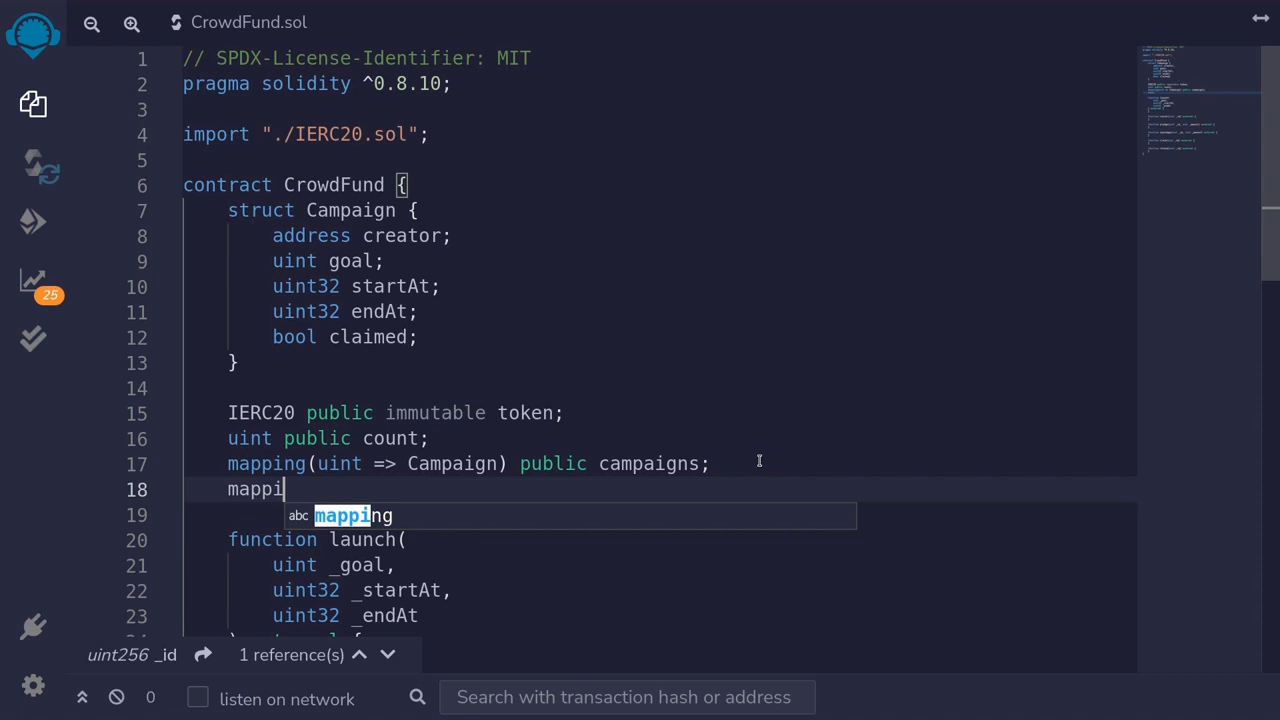 CrowdFund.sol
1 // SPDX-License-Identifier: MIT
2 pragma solidity ^0.8.10;
3
4 import "./IERC20.sol";
5
6 contract CrowdFund {
7 struct Campaign {
8 address creator;
9 uint goal;
10 uint32 startAt;
11 uint32 endAt;
12 bool claimed;
13 }
14
15 IERC20 public immutable token;
16 uint public count;
17 mapping(uint => Campaign) public campaigns;
18 mappi
abc mapping
19
20 function launch(
21 uint _goal,
22 uint32 _startAt,
23 uint32 _endAt
25
uint256 _id 1 reference(s)
0 listen on network Search with transaction hash or address